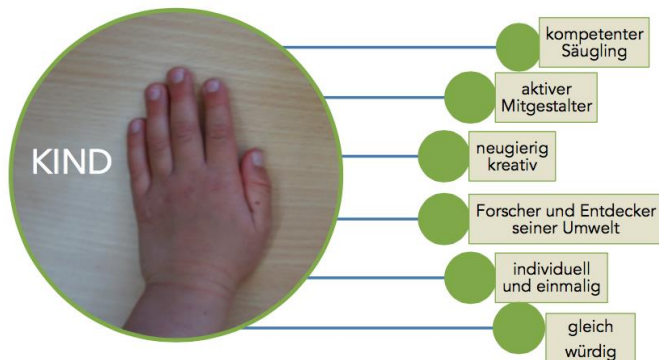 KIND
kompetenter
Säugling
aktiver
Mitgestalter
neugierig
kreativ
Forscher und Entdecker
seiner Umwelt
individuell
und einmalig
gleich
würdig